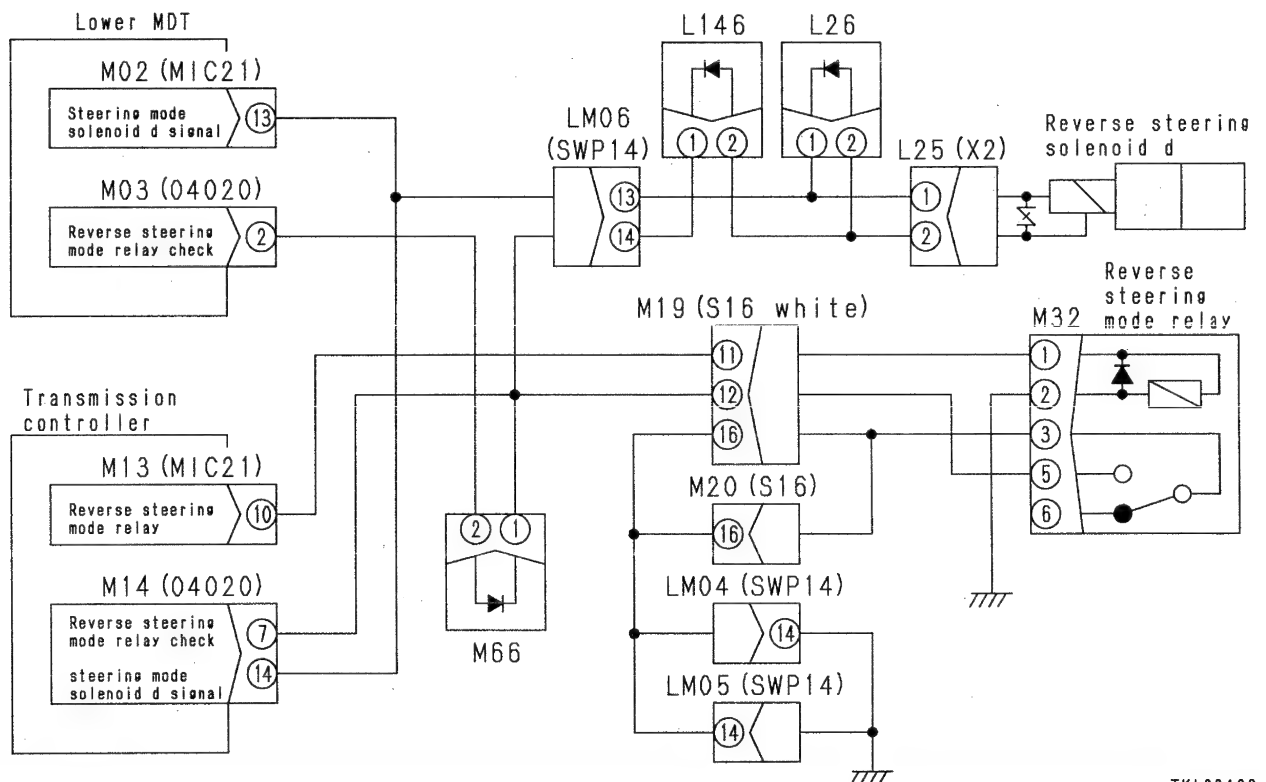 Lower MDT
M02 (MIC21)
Steering mode
solenoid d signal
13
M03 (04020)
Reverse steering
mode relay check
2
LM06
(SWP14)
13
14
L146
1 2
L26
1 2
L25 (X2)
1
2
Reverse steering
solenoid d
Transmission
controller
M13 (MIC21)
Reverse steering
mode relay
10
M14 (04020)
Reverse steering
mode relay check
7
steering mode
solenoid d signal
14
2 1
M66
M19 (S16 white)
11
12
16
M20 (S16)
16
LM04 (SWP14)
14
LM05 (SWP14)
14
Reverse
steering
mode relay
M32
1
2
3
5
6